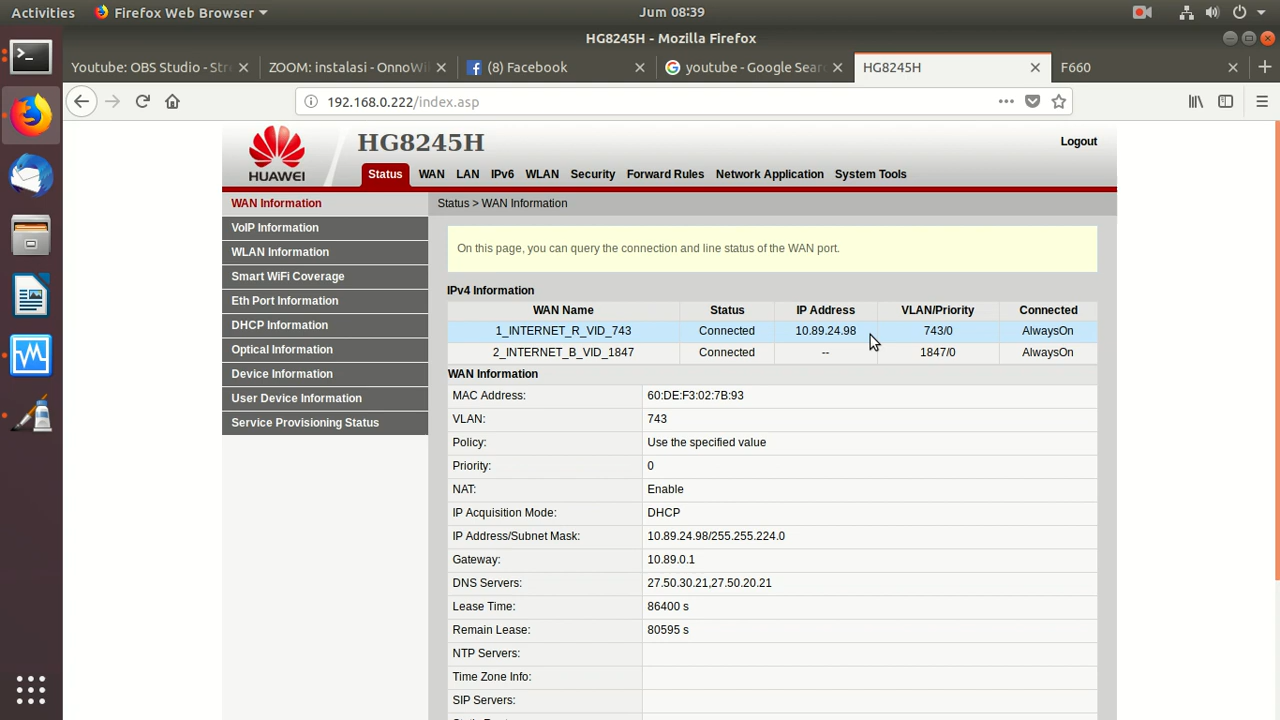 Activities Firefox Web Browser Jum 08:39
HG8245H - Mozilla Firefox
Youtube: OBS Studio - Str ZOOM: instalasi - OnnoWi (8) Facebook youtube - Google Sear HG8245H F660
192.168.0.222/index.asp
HUAWEI
HG8245H
Logout
Status WAN LAN IPv6 WLAN Security Forward Rules Network Application System Tools
WAN Information
VoIP Information
WLAN Information
Smart WiFi Coverage
Eth Port Information
DHCP Information
Optical Information
Device Information
User Device Information
Service Provisioning Status
Status > WAN Information
On this page, you can query the connection and line status of the WAN port.
IPv4 Information
WAN Name Status IP Address VLAN/Priority Connected
1_INTERNET_R_VID_743 Connected 10.89.24.98 743/0 AlwaysOn
2_INTERNET_B_VID_1847 Connected -- 1847/0 AlwaysOn
WAN Information
MAC Address: 60:DE:F3:02:7B:93
VLAN: 743
Policy: Use the specified value
Priority: 0
NAT: Enable
IP Acquisition Mode: DHCP
IP Address/Subnet Mask: 10.89.24.98/255.255.224.0
Gateway: 10.89.0.1
DNS Servers: 27.50.30.21,27.50.20.21
Lease Time: 86400 s
Remain Lease: 80595 s
NTP Servers:
Time Zone Info:
SIP Servers: